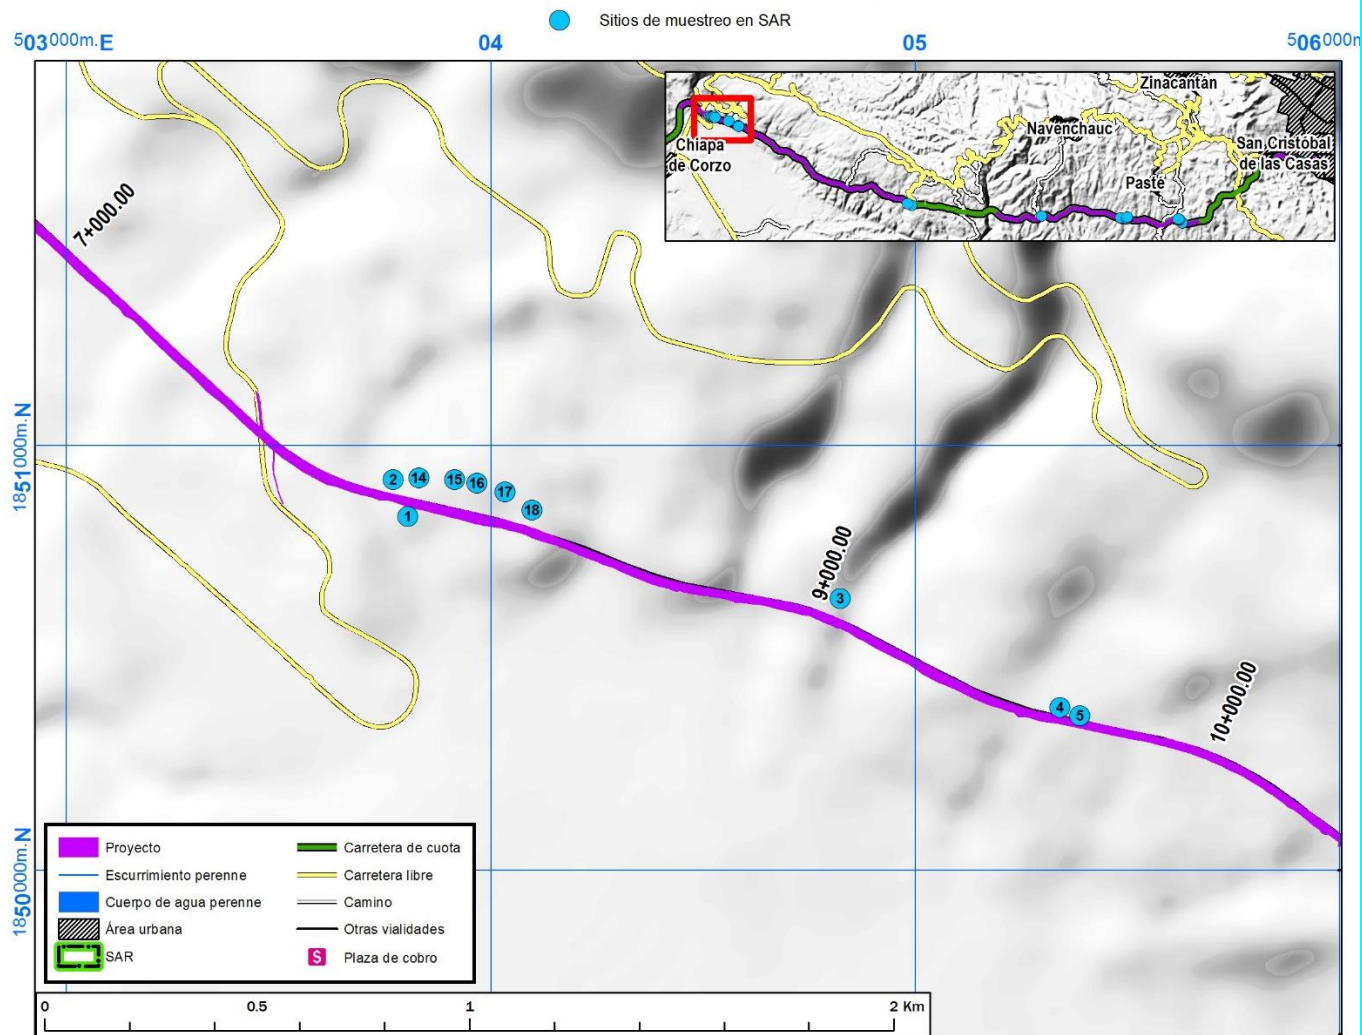 Sitios de muestreo en SAR
503000m.E
04
05
506000m
Zinacantán
Navenchauc
Chiapa
de Corzo
San Cristóbal
de las Casas
Pasté
7+000.00
1851000m.N
2
14
15
16
17
18
1
9+000.00
3
4
5
10+000.00
1850000m.N
Proyecto
Escurrimiento perenne
Cuerpo de agua perenne
Área urbana
SAR
Carretera de cuota
Carretera libre
Camino
Otras vialidades
$ Plaza de cobro
0
0.5
1
2 Km